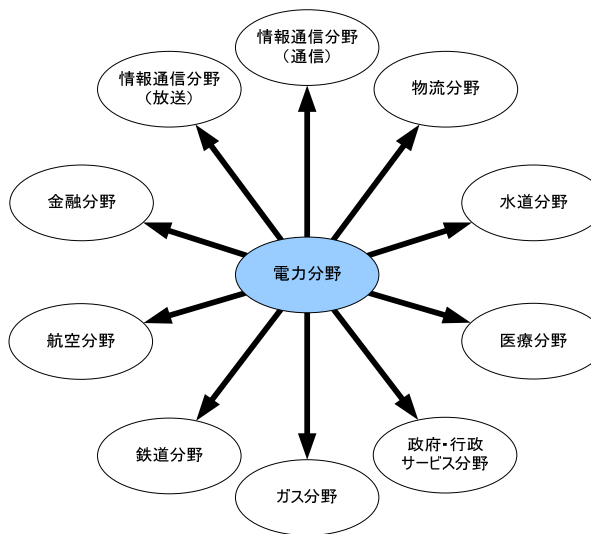 情報通信分野
（通信）
情報通信分野
（放送）
物流分野
金融分野
水道分野
電力分野
航空分野
医療分野
鉄道分野
政府・行政
サービス分野
ガス分野